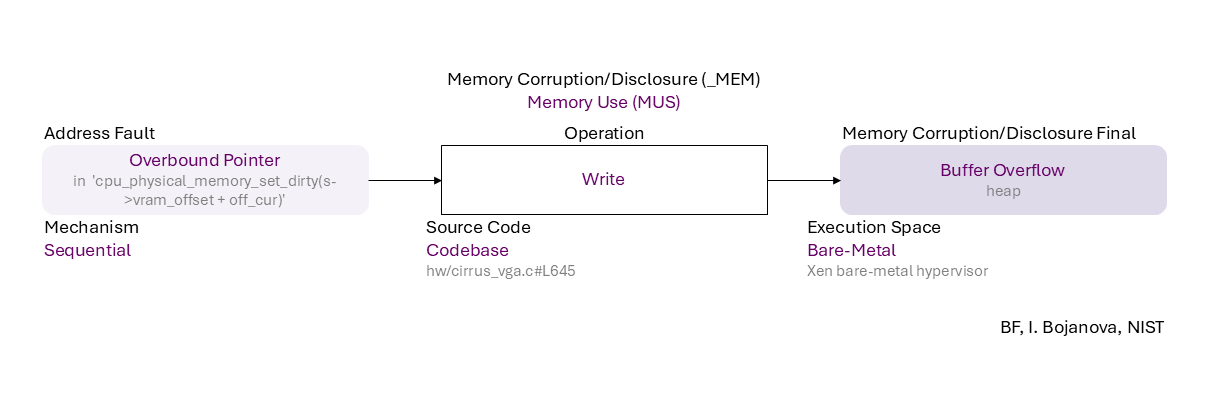 Memory Corruption/Disclosure (_MEM)
Memory Use (MUS)
Address Fault
Operation
Memory Corruption/Disclosure Final
Overbound Pointer
in 'cpu_physical_memory_set_dirty(s-
>vram_offset + off_cur)'
Write
Buffer Overflow
heap
Mechanism
Sequential
Source Code
Codebase
hw/cirrus_vga.c#L645
Execution Space
Bare-Metal
Xen bare-metal hypervisor
BF, I. Bojanova, NIST